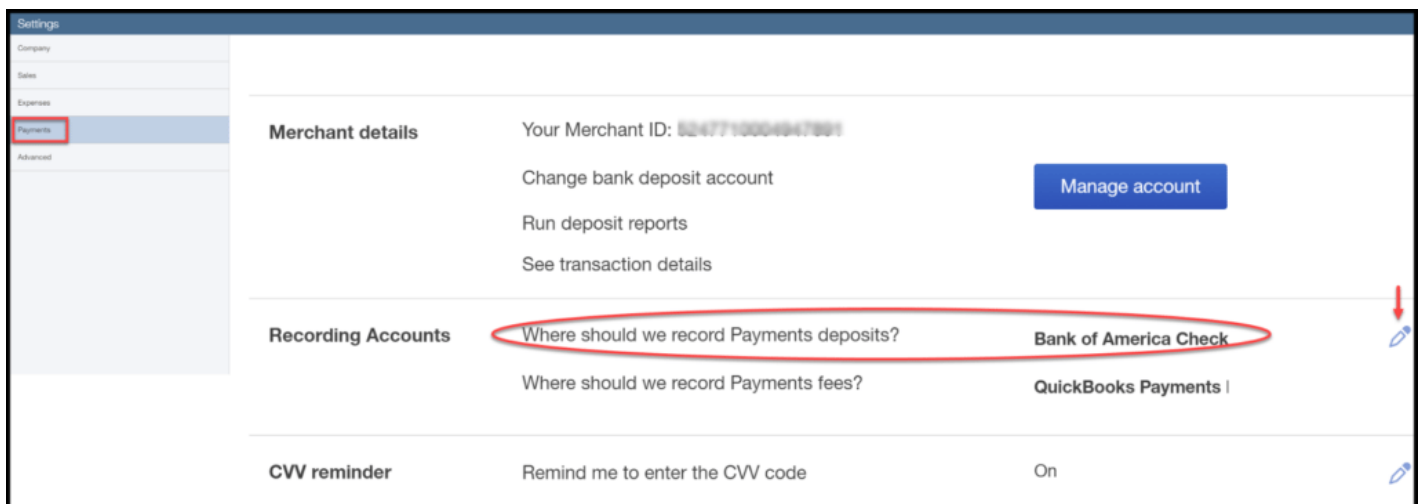 Settings
Company
Sales
Expenses
Payments
Advanced
Merchant details
Your Merchant ID:
Change bank deposit account
Manage account
Run deposit reports
See transaction details
Recording Accounts
Where should we record Payments deposits?
Bank of America Check
Where should we record Payments fees?
QuickBooks Payments
CVV reminder
Remind me to enter the CVV code
On